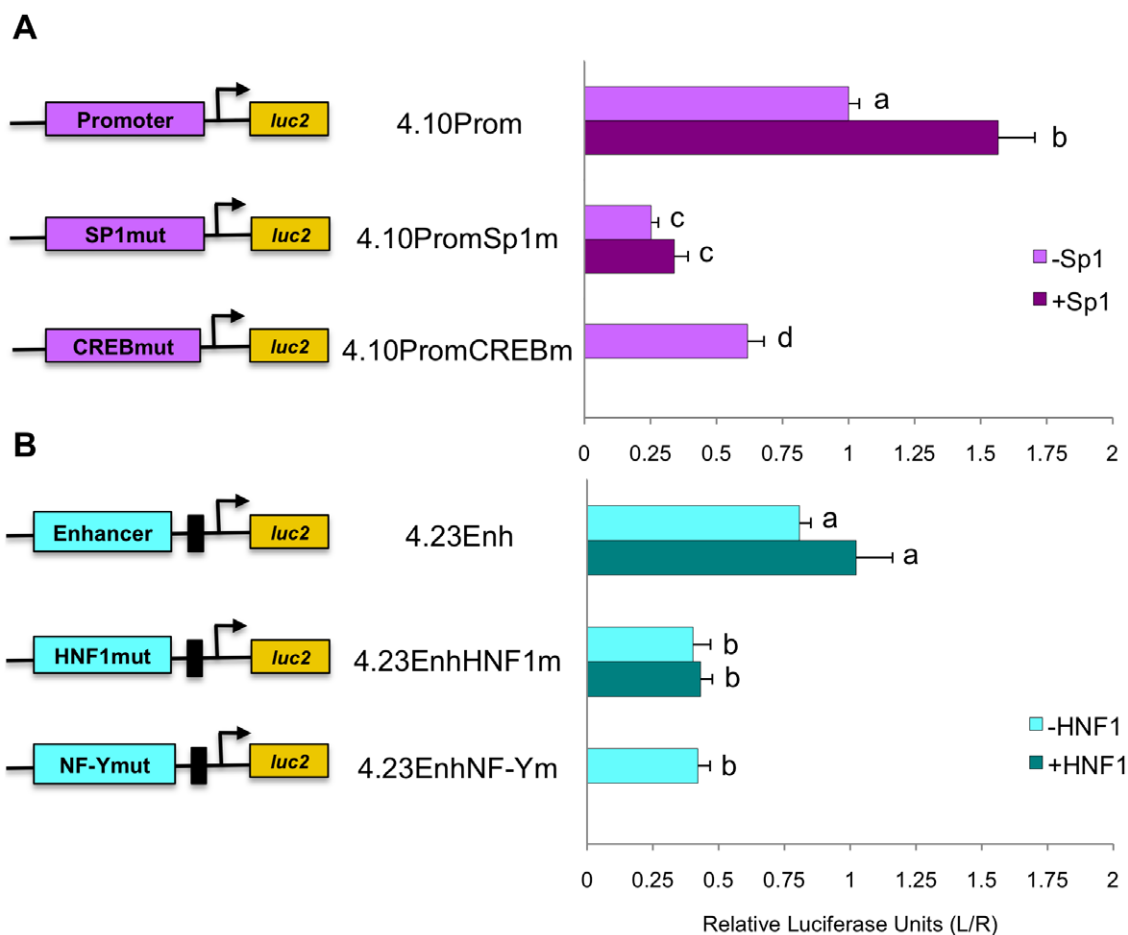 A
Promoter luc2 4.10Prom a
b
SP1mut luc2 4.10PromSp1m c
c
-Sp1
+Sp1
CREBmut luc2 4.10PromCREBm d
0 0.25 0.5 0.75 1 1.25 1.5 1.75 2
B
Enhancer luc2 4.23Enh a
a
HNF1mut luc2 4.23EnhHNF1m b
b
-HNF1
+HNF1
NF-Ymut luc2 4.23EnhNF-Ym b
0 0.25 0.5 0.75 1 1.25 1.5 1.75 2
Relative Luciferase Units (L/R)